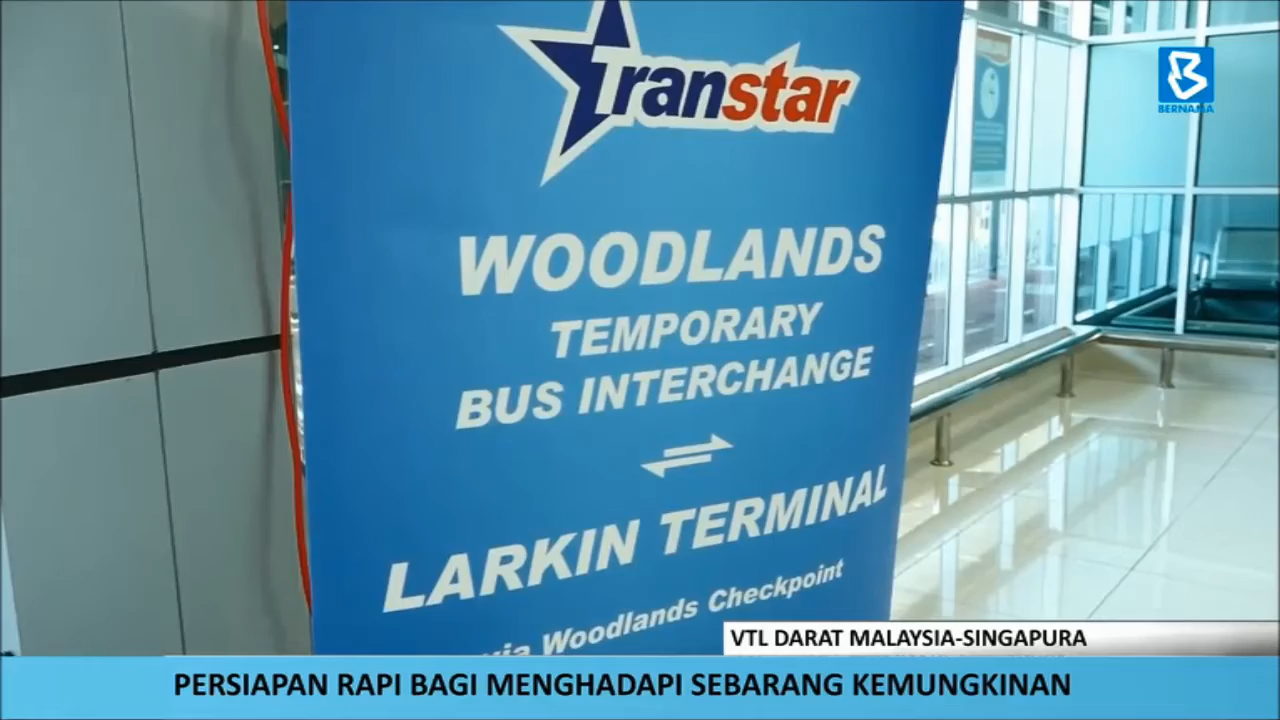 Transtar
BERNAMA
WOODLANDS
TEMPORARY
BUS INTERCHANGE
LARKIN TERMINAL
via Woodlands Checkpoint
VTL DARAT MALAYSIA-SINGAPURA
PERSIAPAN RAPI BAGI MENGHADAPI SEBARANG KEMUNGKINAN